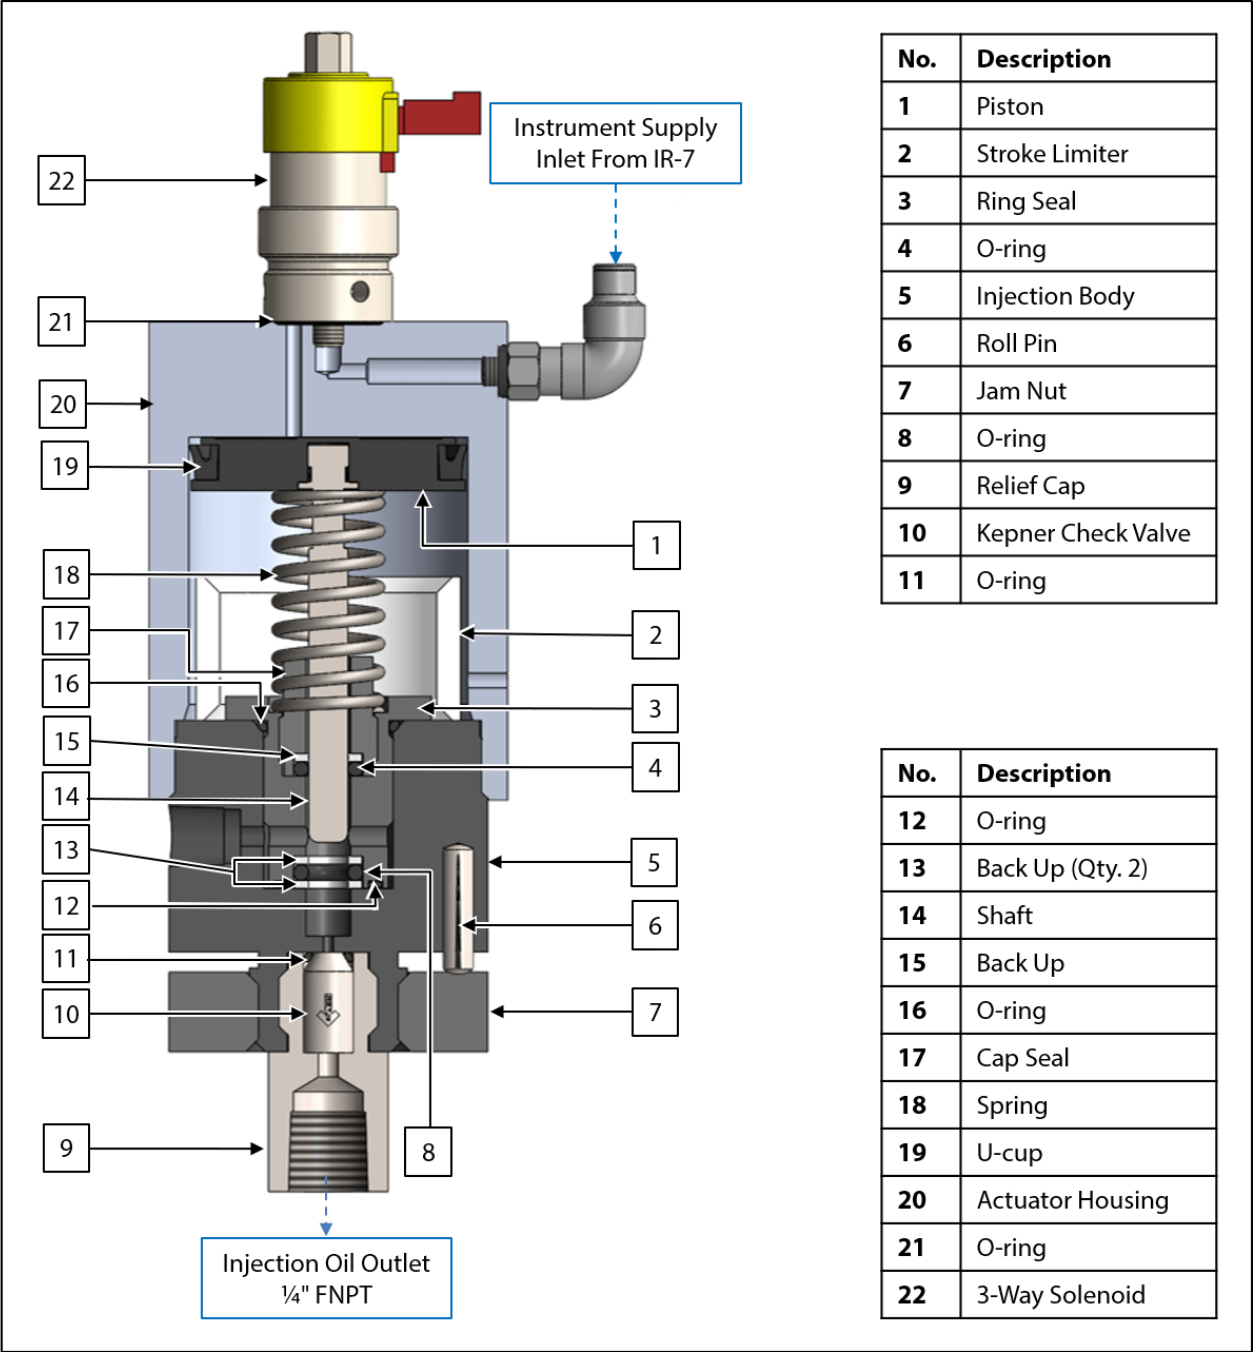 22
Instrument Supply
Inlet From IR-7
21
20
19
1
18
17
2
16
3
15
4
14
13
5
12
6
11
10
7
9
8
Injection Oil Outlet
¼" FNPT
No. Description
1 Piston
2 Stroke Limiter
3 Ring Seal
4 O-ring
5 Injection Body
6 Roll Pin
7 Jam Nut
8 O-ring
9 Relief Cap
10 Kepner Check Valve
11 O-ring
No. Description
12 O-ring
13 Back Up (Qty. 2)
14 Shaft
15 Back Up
16 O-ring
17 Cap Seal
18 Spring
19 U-cup
20 Actuator Housing
21 O-ring
22 3-Way Solenoid